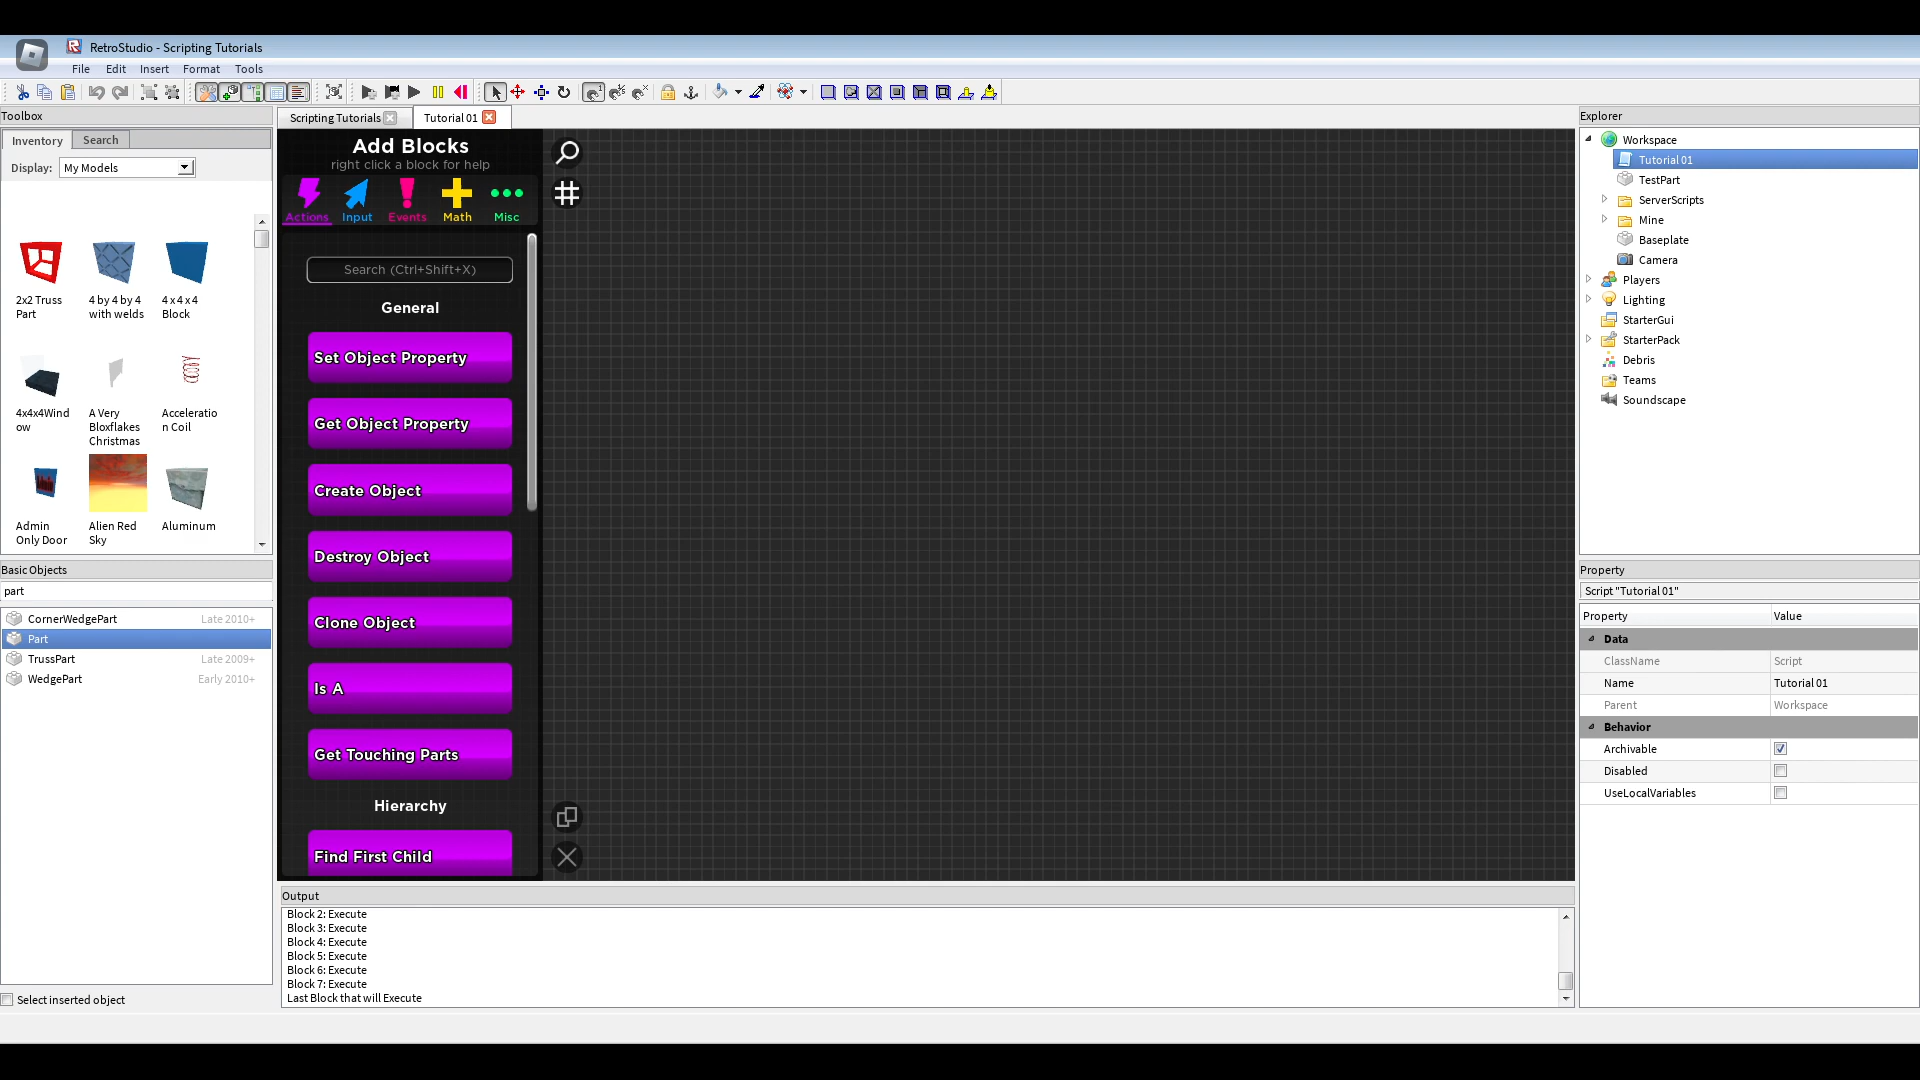 RetroStudio - Scripting Tutorials
File Edit Insert Format Tools
Toolbox
Inventory Search
Display: My Models
2x2 Truss
Part
4 by 4 by 4
with welds
4 x 4 x 4
Block
4x4x4Wind
ow
A Very
Bloxflakes
Christmas
Acceleratio
n Coil
Admin
Only Door
Alien Red
Sky
Aluminum
Basic Objects
part
CornerWedgePart Late 2010+
Part
TrussPart Late 2009+
WedgePart Early 2010+
Select inserted object
Scripting Tutorials Tutorial 01
Add Blocks
right click a block for help
Actions Input Events Math Misc
Search (Ctrl+Shift+X)
General
Set Object Property
Get Object Property
Create Object
Destroy Object
Clone Object
Is A
Get Touching Parts
Hierarchy
Find First Child
Output
Block 2: Execute
Block 3: Execute
Block 4: Execute
Block 5: Execute
Block 6: Execute
Block 7: Execute
Last Block that will Execute
Explorer
Workspace
Tutorial 01
TestPart
ServerScripts
Mine
Baseplate
Camera
Players
Lighting
StarterGui
StarterPack
Debris
Teams
Soundscape
Property
Script "Tutorial 01"
Property Value
Data
ClassName Script
Name Tutorial 01
Parent Workspace
Behavior
Archivable
Disabled
UseLocalVariables